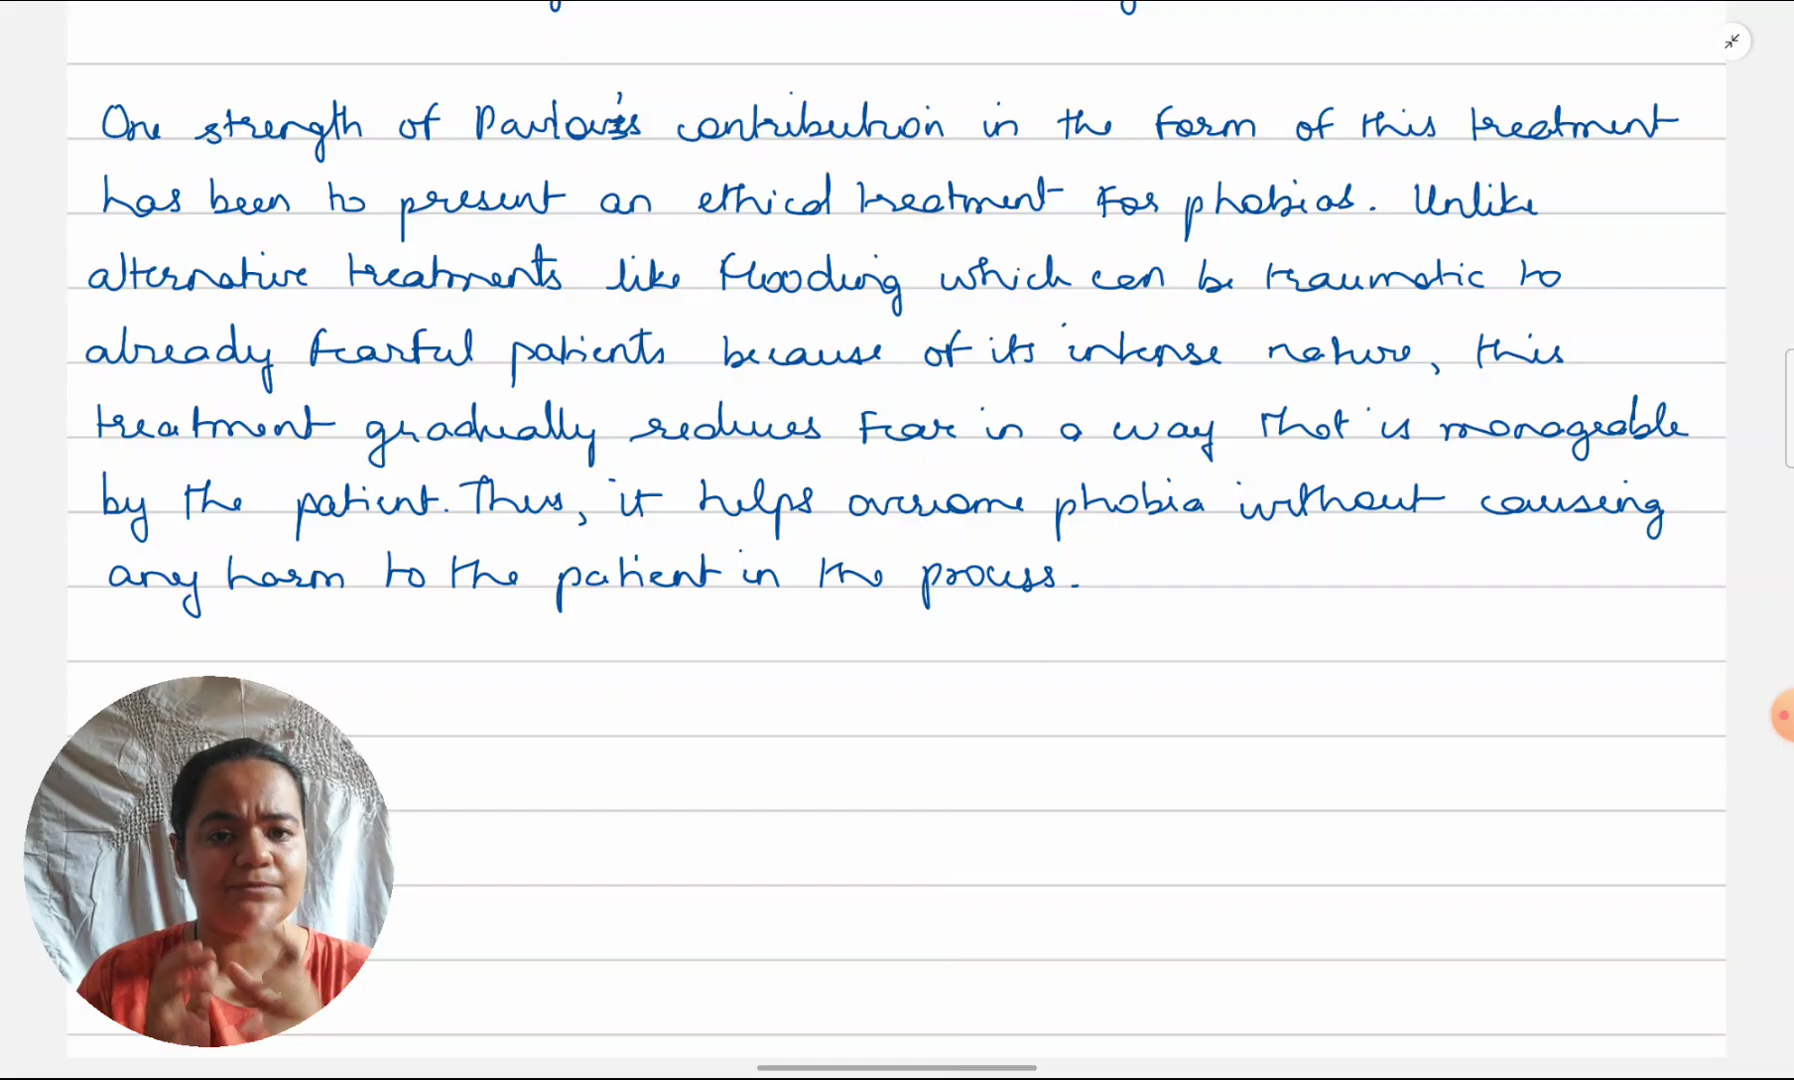 One strength of Pavlov's contribution in the form of this treatment
has been to present an ethical treatment for phobias. Unlike
alternative treatments like flooding which can be traumatic to
already fearful patients because of its intense nature, this
treatment gradually reduces fear in a way that is manageable
by the patient. Thus, it helps overcome phobia without causing
any harm to the patient in the process.